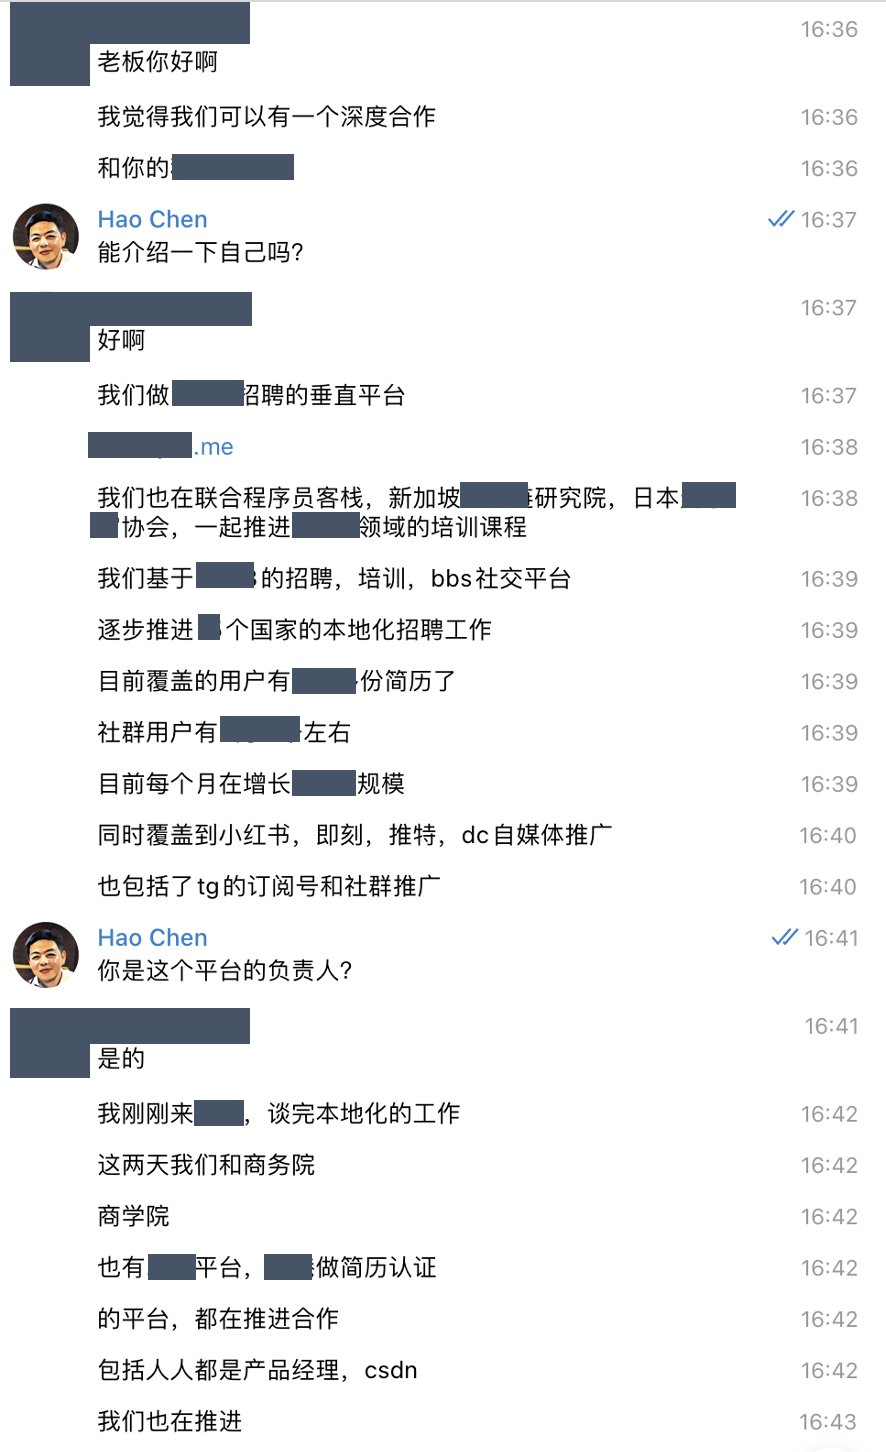 16:36
老板你好啊
我觉得我们可以有一个深度合作 16:36
和你的 16:36
Hao Chen 16:37
能介绍一下自己吗?
16:37
好啊
我们做 招聘的垂直平台 16:37
.me 16:38
我们也在联合程序员客栈，新加坡 研究院，日本 16:38
协会，一起推进 领域的培训课程
我们基于 的招聘，培训，bbs社交平台 16:39
逐步推进 个国家的本地化招聘工作 16:39
目前覆盖的用户有 份简历了 16:39
社群用户有 左右 16:39
目前每个月在增长 规模 16:39
同时覆盖到小红书，即刻，推特，dc自媒体推广 16:40
也包括了tg的订阅号和社群推广 16:40
Hao Chen 16:41
你是这个平台的负责人?
16:41
是的
我刚刚来 ，谈完本地化的工作 16:42
这两天我们和商务院 16:42
商学院 16:42
也有 平台， 做简历认证 16:42
的平台，都在推进合作 16:42
包括人人都是产品经理，csdn 16:42
我们也在推进 16:43